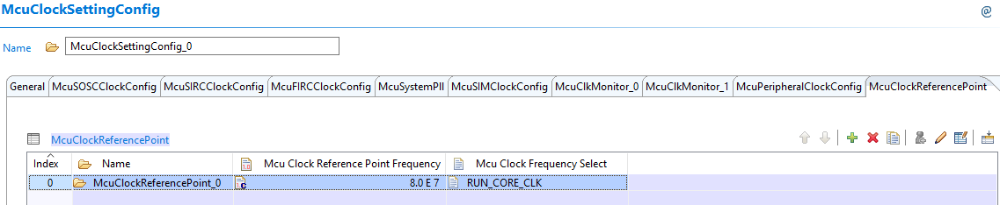 McuClockSettingConfig
@
Name McuClockSettingConfig_0
General McuSOSCClockConfig McuSIRCClockConfig McuFIRCClockConfig McuSystemPll McuSIMClockConfig McuClkMonitor_0 McuClkMonitor_1 McuPeripheralClockConfig McuClockReferencePoint
McuClockReferencePoint
Index Name Mcu Clock Reference Point Frequency Mcu Clock Frequency Select
0 McuClockReferencePoint_0 8.0 E 7 RUN_CORE_CLK